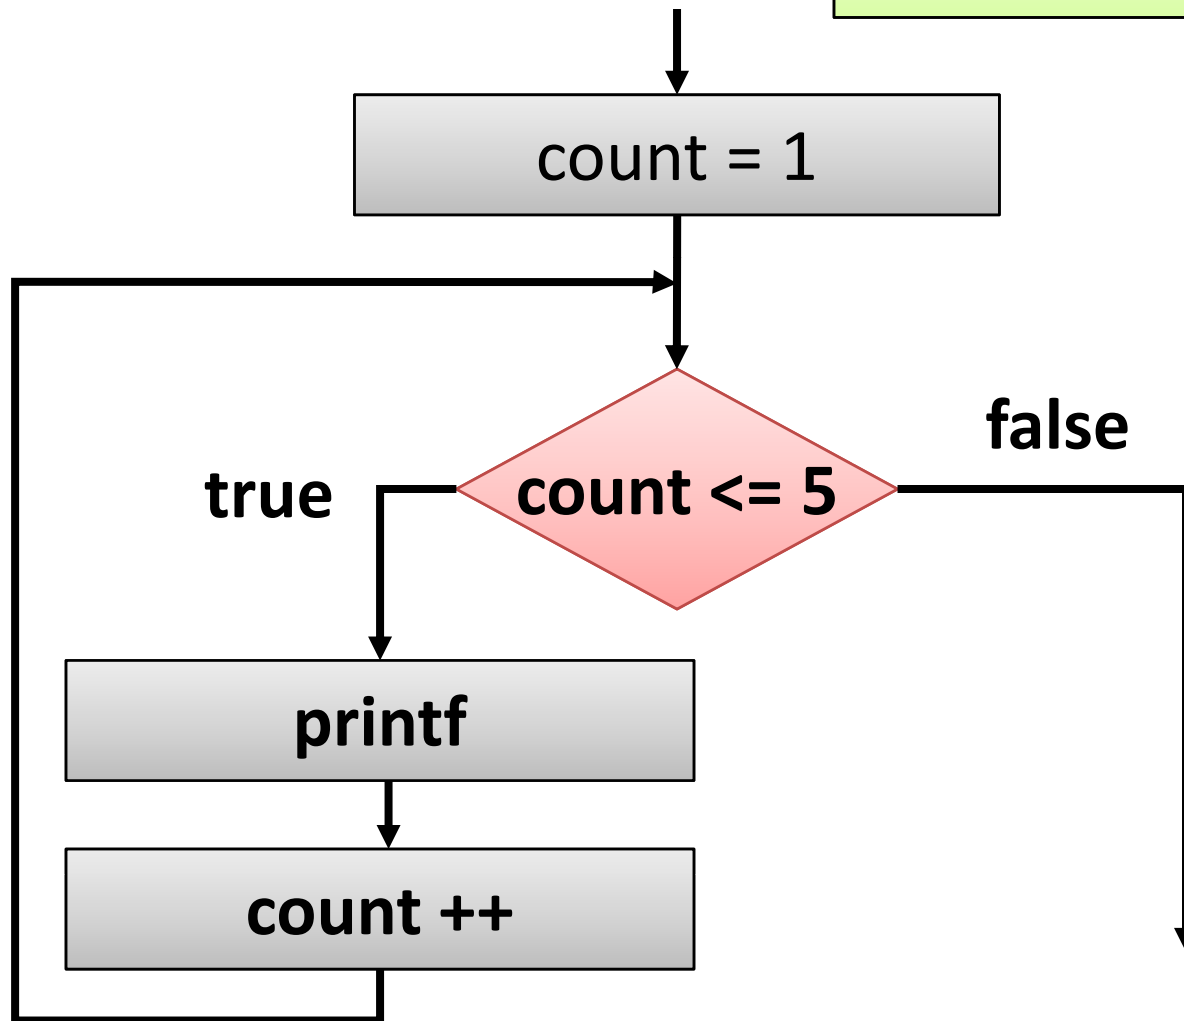 count = 1
false
true
count <= 5
printf
count ++